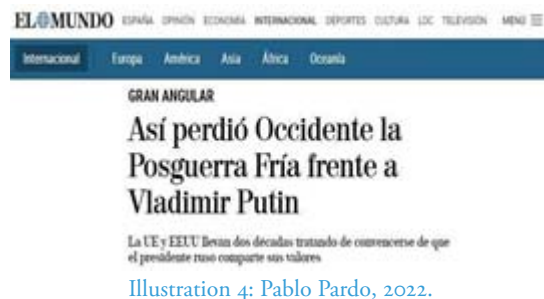 EL MUNDO ESPAÑA OPINIÓN ECONOMÍA INTERNACIONAL DEPORTES CULTURA LOC TELEVISIÓN MENÚ
Internacional Europa América Asia África Oceanía
GRAN ANGULAR
Así perdió Occidente la
Posguerra Fría frente a
Vladimir Putin
La UE y EEUU llevan dos décadas tratando de convencerse de que
el presidente ruso comparte sus valores
Illustration 4: Pablo Pardo, 2022.